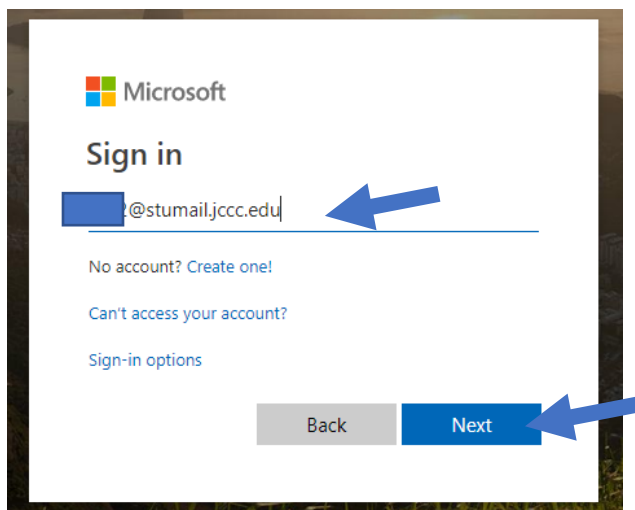 Microsoft
Sign in
@stumail.jccc.edu
No account? Create one!
Can't access your account?
Sign-in options
Back Next